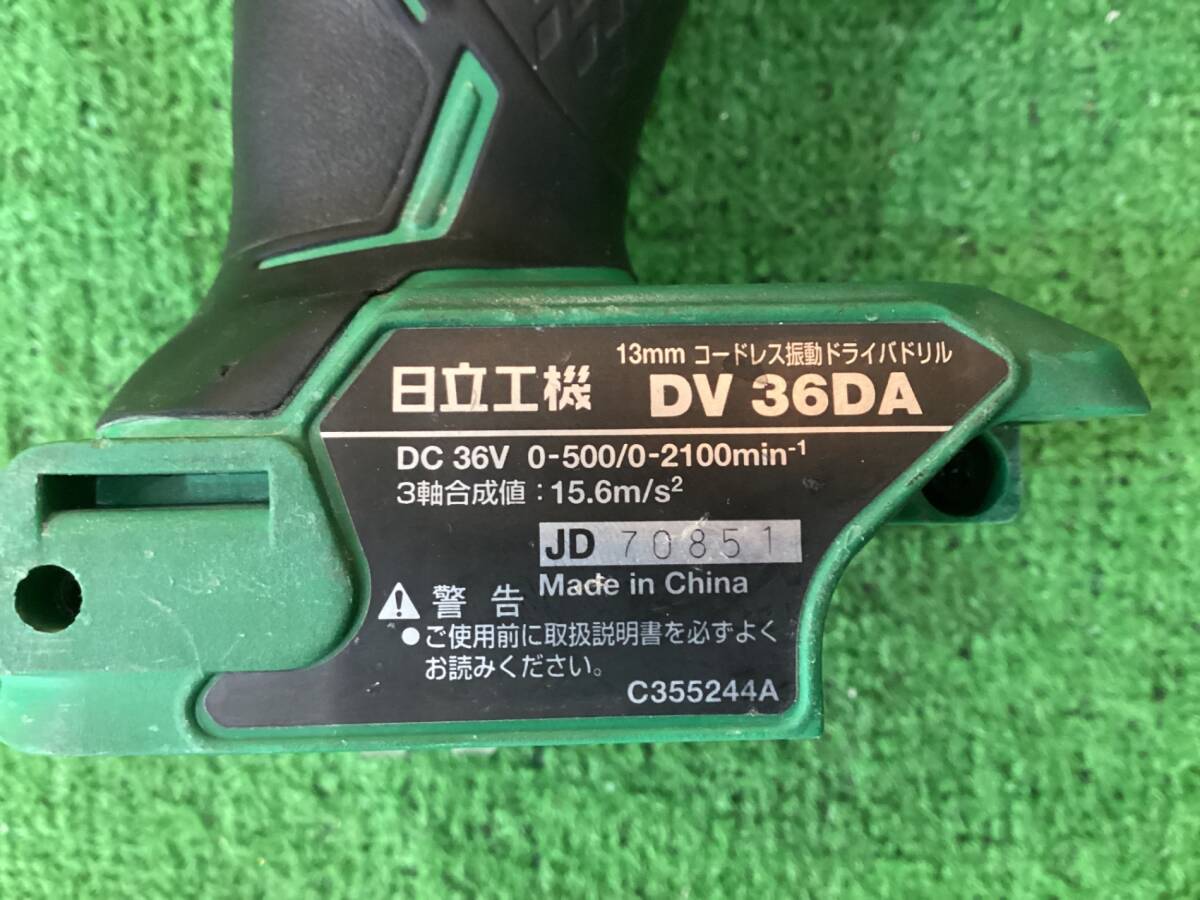 13mm コードレス振動ドライバドリル
日立工機 DV 36DA
DC 36V 0-500/0-2100min⁻¹
3軸合成値：15.6m/s²
JD 70851
Made in China
警告
●ご使用前に取扱説明書を必ずよく
お読みください。
C355244A